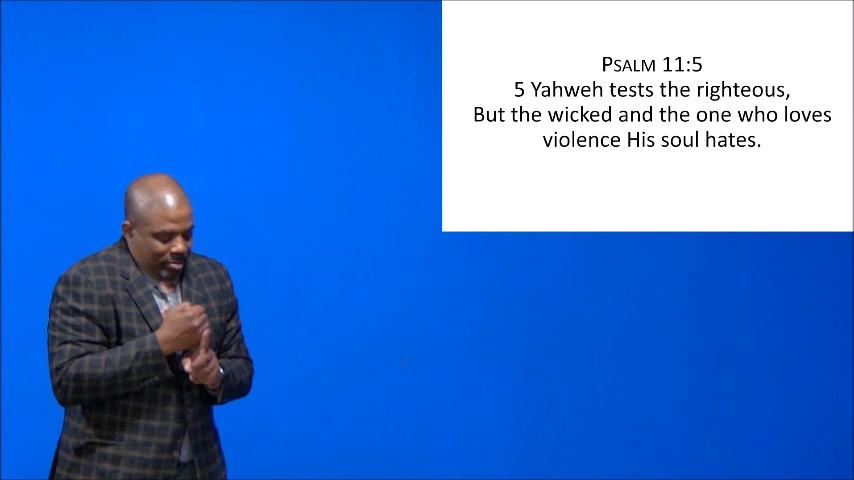 PSALM 11:5
5 Yahweh tests the righteous,
But the wicked and the one who loves
violence His soul hates.